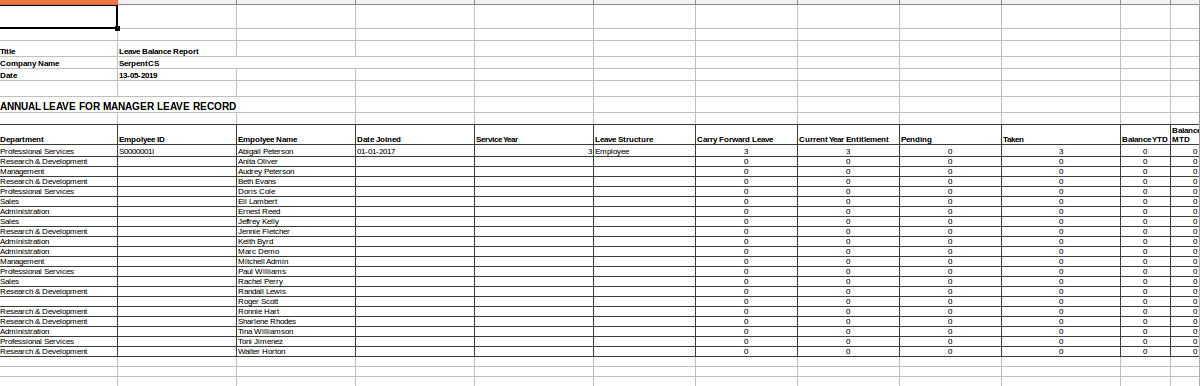 Title Leave Balance Report
Company Name SerpentCS
Date 13-05-2019
ANNUAL LEAVE FOR MANAGER LEAVE RECORD
Department Empolyee ID Empolyee Name Date Joined Service Year Leave Structure Carry Forward Leave Current Year Entitlement Pending Taken Balance YTD Balance MTD
Professional Services S0000001I Abigail Peterson 01-01-2017 3 Employee 3 3 0 3 0 0
Research & Development Anita Oliver 0 0 0 0 0 0
Management Audrey Peterson 0 0 0 0 0 0
Research & Development Beth Evans 0 0 0 0 0 0
Professional Services Doris Cole 0 0 0 0 0 0
Sales Eli Lambert 0 0 0 0 0 0
Administration Ernest Reed 0 0 0 0 0 0
Sales Jeffrey Kelly 0 0 0 0 0 0
Research & Development Jennie Fletcher 0 0 0 0 0 0
Administration Keith Byrd 0 0 0 0 0 0
Administration Marc Demo 0 0 0 0 0 0
Management Mitchell Admin 0 0 0 0 0 0
Professional Services Paul Williams 0 0 0 0 0 0
Sales Rachel Perry 0 0 0 0 0 0
Research & Development Randall Lewis 0 0 0 0 0 0
Roger Scott 0 0 0 0 0 0
Research & Development Ronnie Hart 0 0 0 0 0 0
Research & Development Sharlene Rhodes 0 0 0 0 0 0
Administration Tina Williamson 0 0 0 0 0 0
Professional Services Toni Jimenez 0 0 0 0 0 0
Research & Development Walter Horton 0 0 0 0 0 0